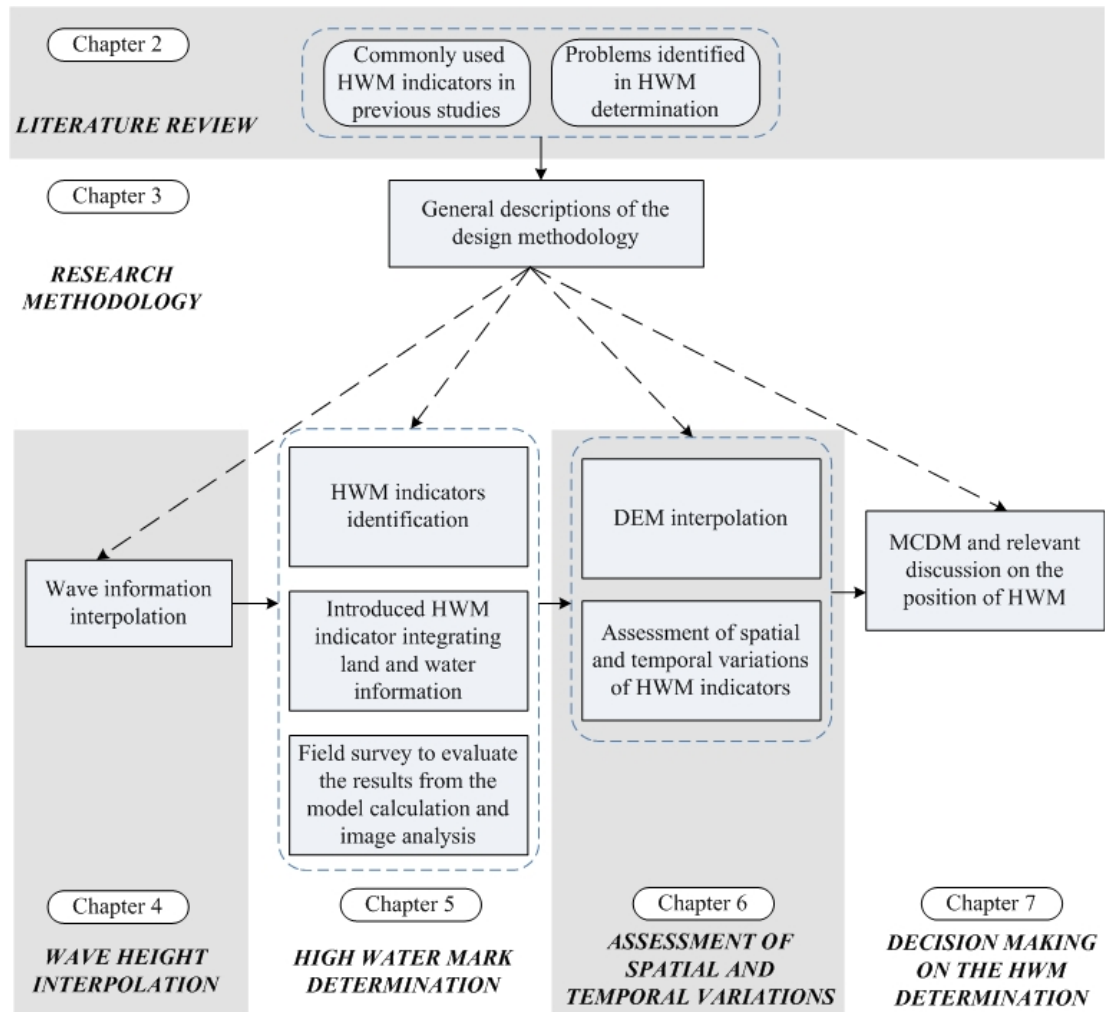 Chapter 2
LITERATURE REVIEW
Commonly used
HWM indicators in
previous studies
Problems identified
in HWM
determination
Chapter 3
RESEARCH
METHODOLOGY
General descriptions of the
design methodology
Wave information
interpolation
Chapter 4
WAVE HEIGHT
INTERPOLATION
HWM indicators
identification
Introduced HWM
indicator integrating
land and water
information
Field survey to evaluate
the results from the
model calculation and
image analysis
Chapter 5
HIGH WATER MARK
DETERMINATION
DEM interpolation
Assessment of spatial
and temporal variations
of HWM indicators
Chapter 6
ASSESSMENT OF
SPATIAL AND
TEMPORAL VARIATIONS
MCDM and relevant
discussion on the
position of HWM
Chapter 7
DECISION MAKING
ON THE HWM
DETERMINATION